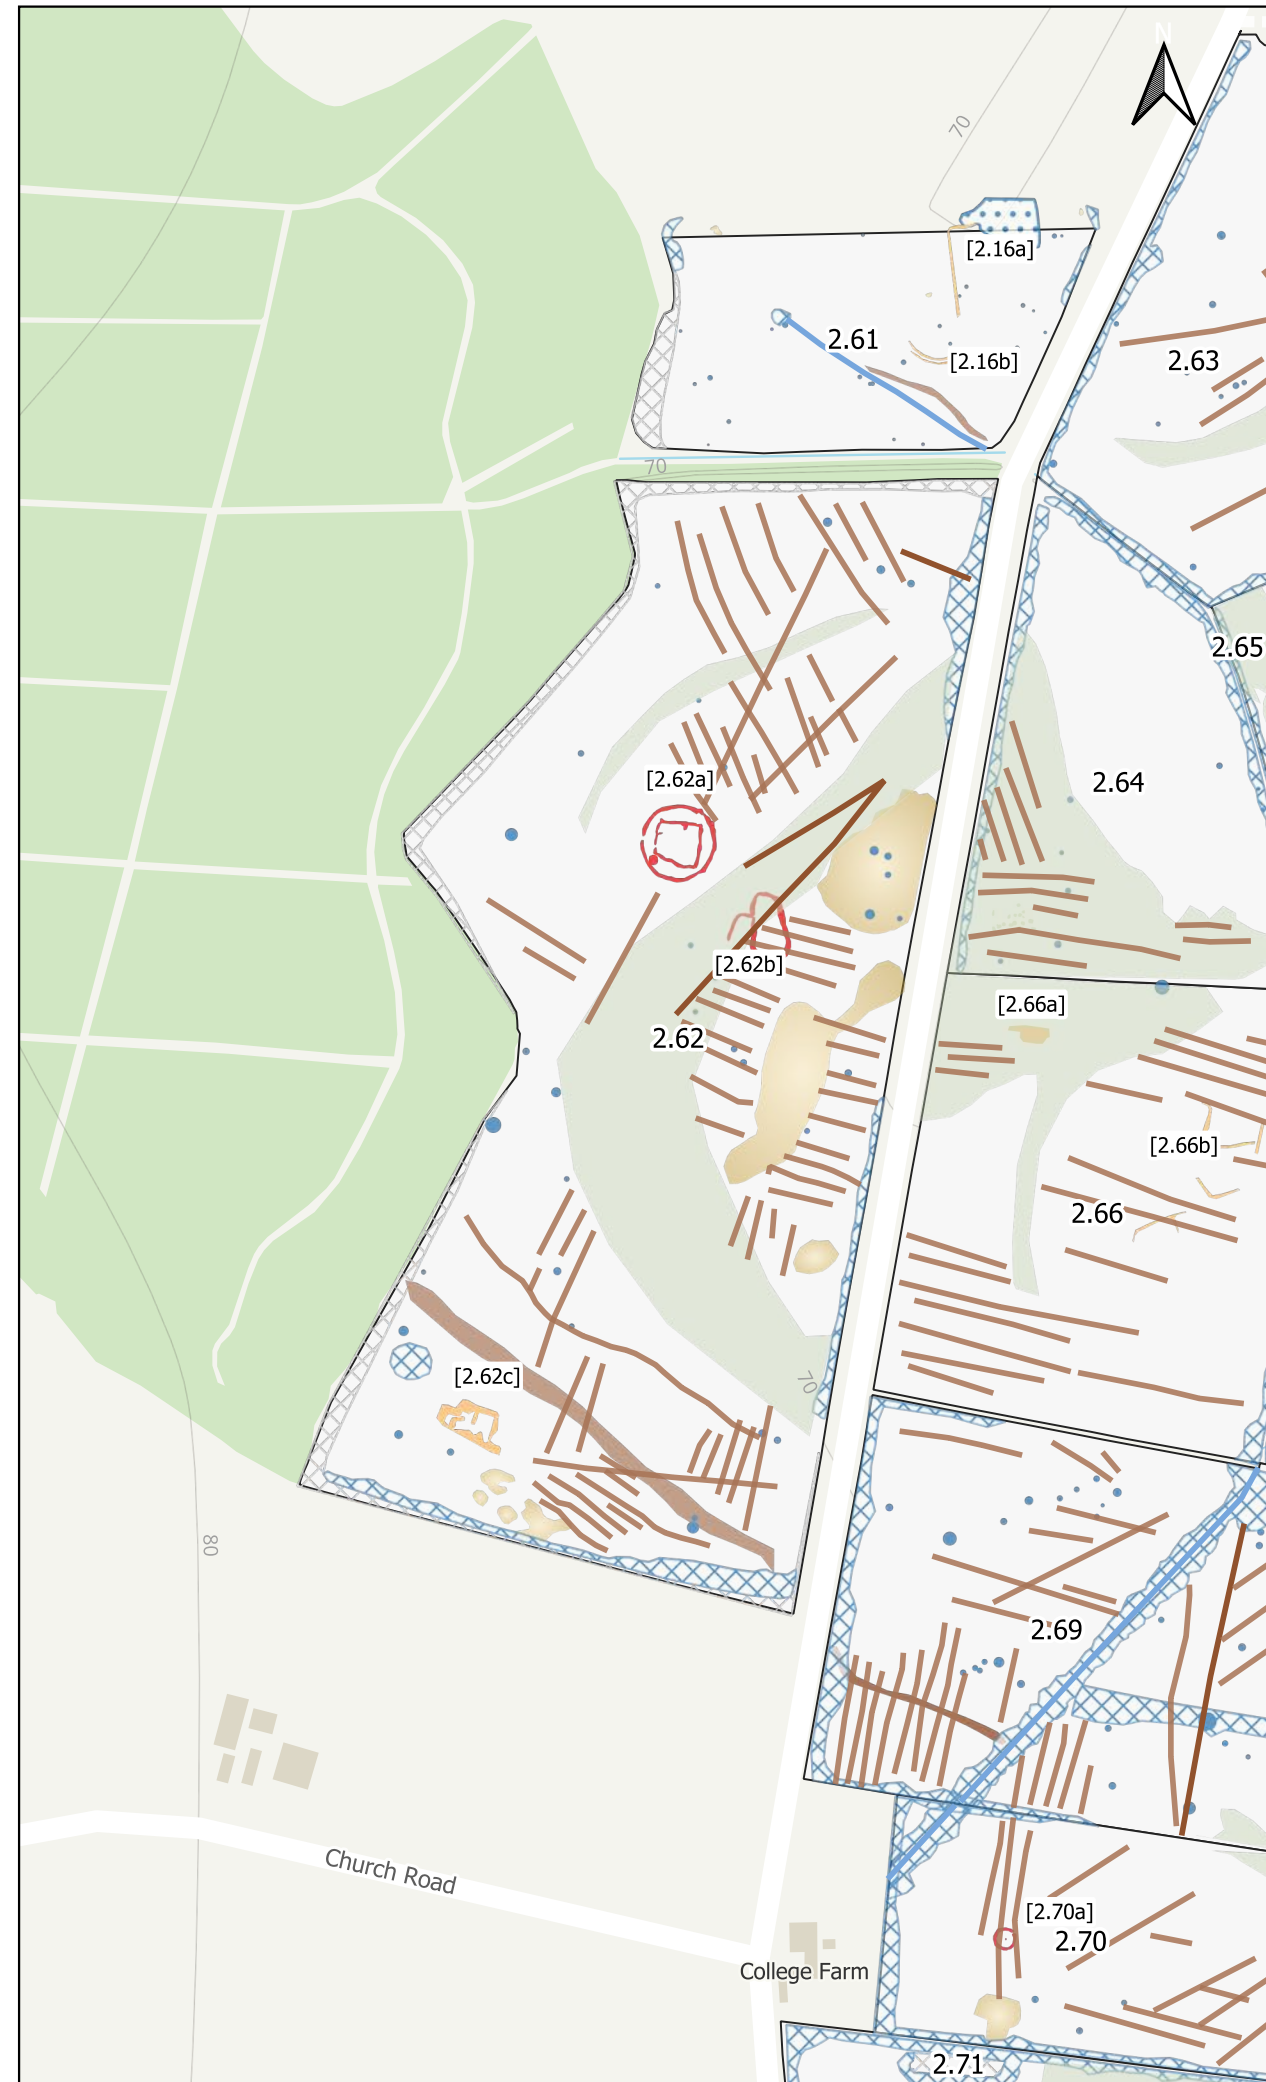 N
70
[2.16a]
2.61
[2.16b]
2.63
70
2.65
[2.62a]
2.64
[2.62b]
[2.66a]
2.62
[2.66b]
2.66
[2.62c]
70
80
2.69
Church Road
[2.70a]
2.70
College Farm
2.71